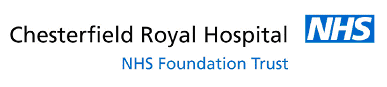 Chesterfield Royal Hospital NHS
NHS Foundation Trust